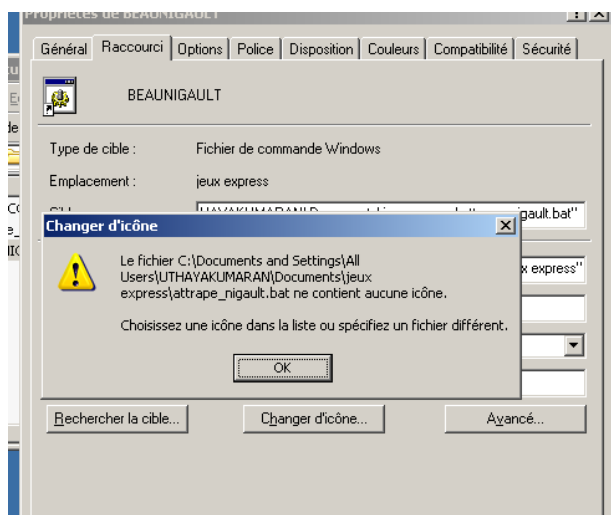 Propriétés de BEAUNIGAULT
Général Raccourci Options Police Disposition Couleurs Compatibilité Sécurité
BEAUNIGAULT
Type de cible : Fichier de commande Windows
Emplacement : jeux express
igault.bat"
Changer d'icône
Le fichier C:\Documents and Settings\All
Users\UTHAYAKUMARAN\Documents\jeux
express\attrape_nigault.bat ne contient aucune icône.
x express"
Choisissez une icône dans la liste ou spécifiez un fichier différent.
OK
Rechercher la cible... Changer d'icône... Avancé...